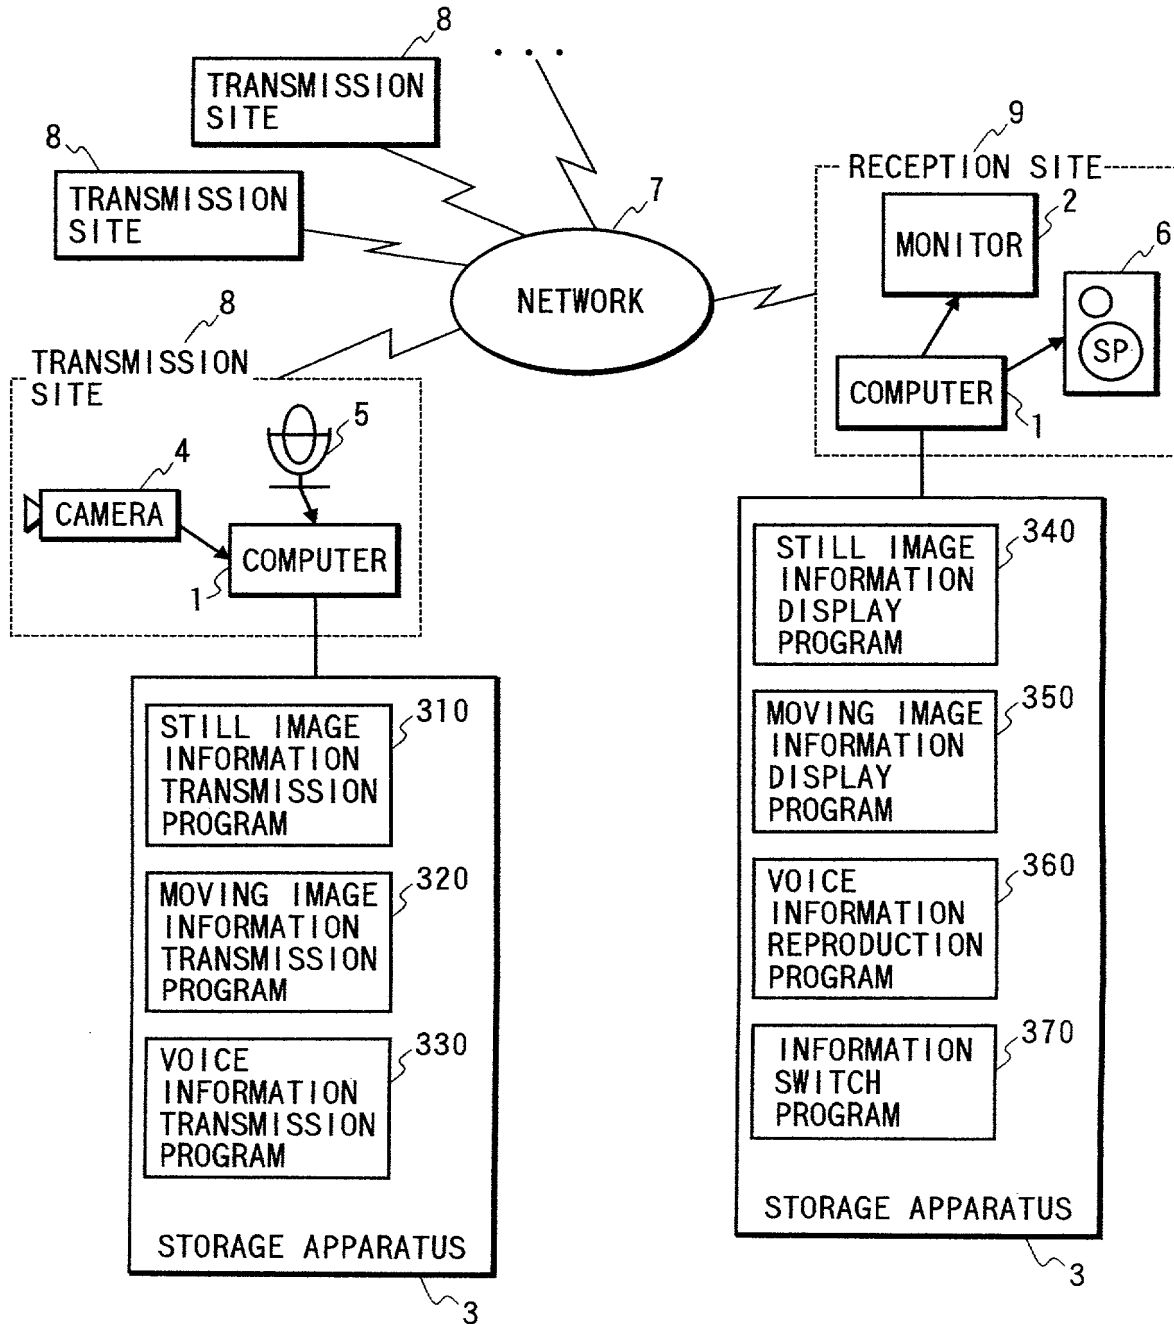 8
TRANSMISSION
SITE
8
TRANSMISSION
SITE
9
RECEPTION SITE
2
MONITOR
6
SP
7
NETWORK
COMPUTER
1
8
TRANSMISSION
SITE
5
4
CAMERA
COMPUTER
1
310
STILL IMAGE
INFORMATION
TRANSMISSION
PROGRAM
320
MOVING IMAGE
INFORMATION
TRANSMISSION
PROGRAM
330
VOICE
INFORMATION
TRANSMISSION
PROGRAM
STORAGE APPARATUS
3
340
STILL IMAGE
INFORMATION
DISPLAY
PROGRAM
350
MOVING IMAGE
INFORMATION
DISPLAY
PROGRAM
360
VOICE
INFORMATION
REPRODUCTION
PROGRAM
370
INFORMATION
SWITCH
PROGRAM
STORAGE APPARATUS
3